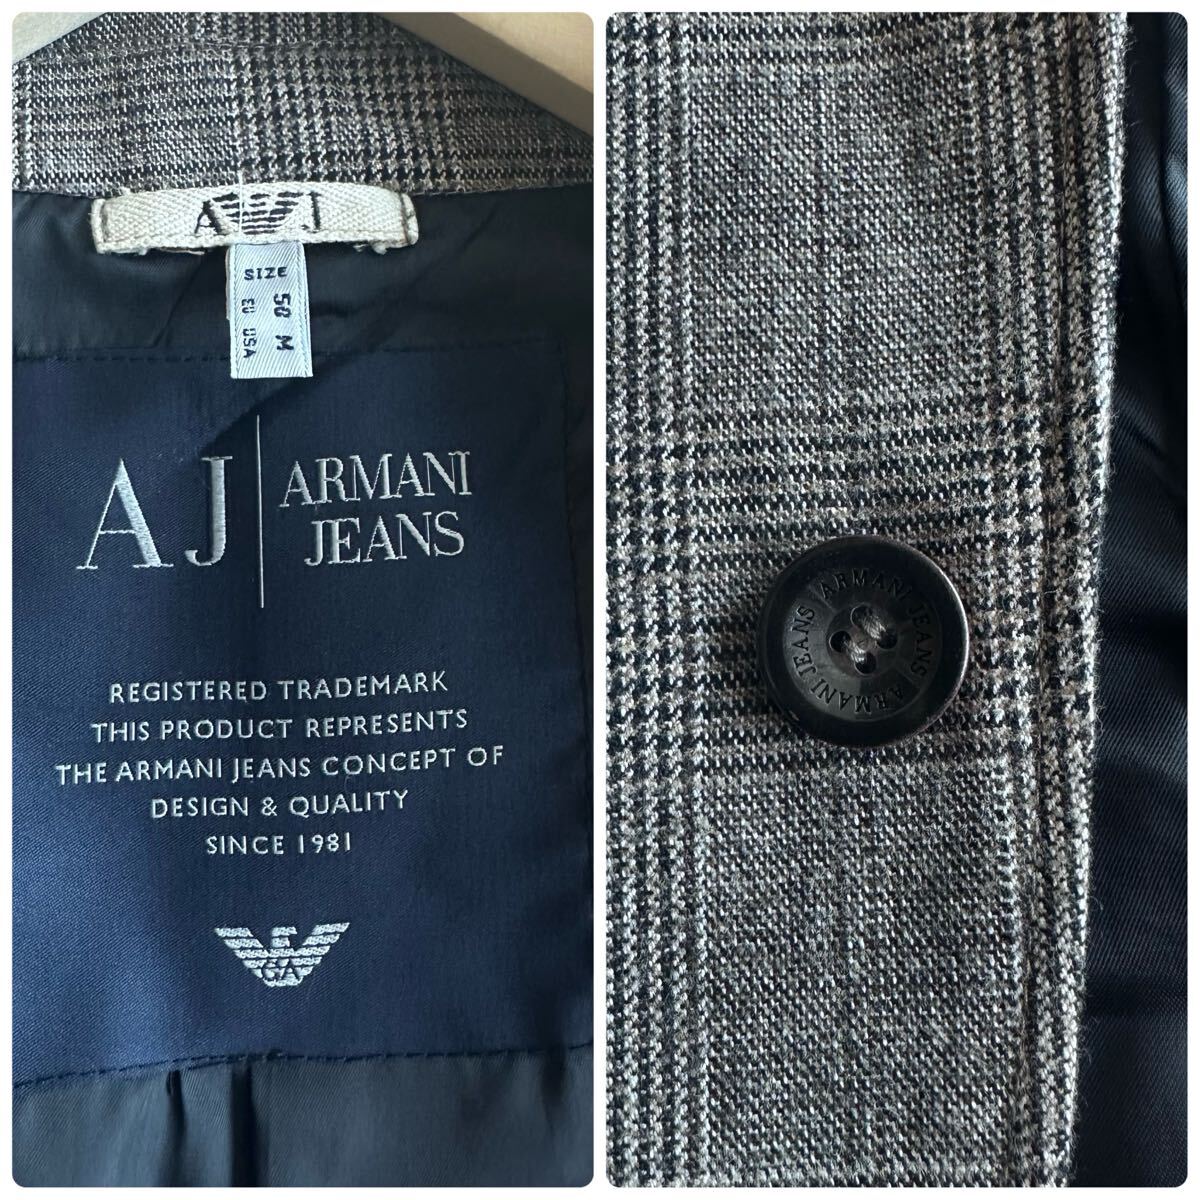 A J
SIZE 50 M
EU USA
AJ ARMANI
JEANS
REGISTERED TRADEMARK
THIS PRODUCT REPRESENTS
THE ARMANI JEANS CONCEPT OF
DESIGN & QUALITY
SINCE 1981
GA
ARMANI JEANS ARMANI JEANS